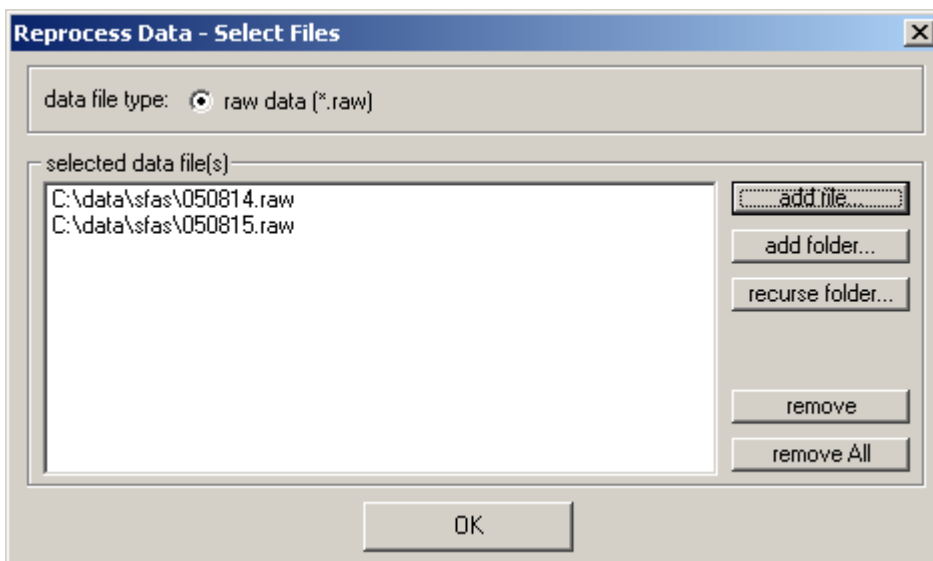 Reprocess Data - Select Files
data file type: raw data (*.raw)
selected data file(s)
C:\data\sfas\050814.raw
C:\data\sfas\050815.raw
add file...
add folder...
recurse folder...
remove
remove All
OK